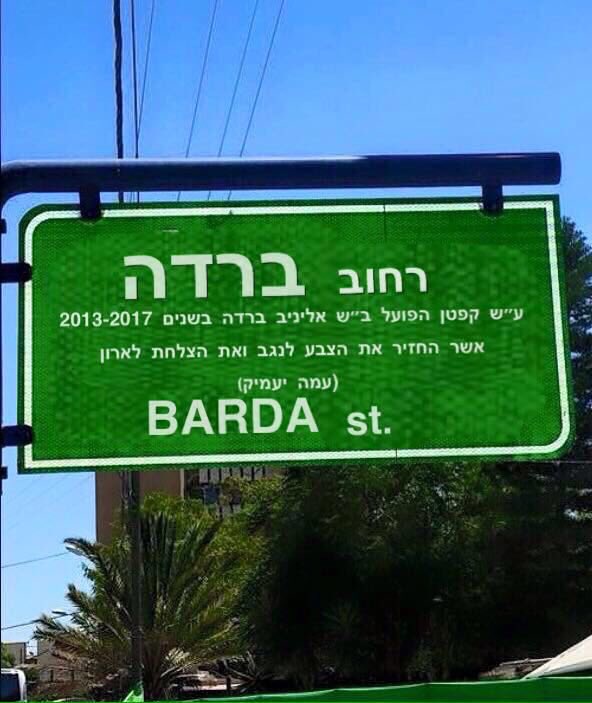 רחוב ברדה
ע״ש קפטן הפועל ב״ש אליניב ברדה בשנים 2013-2017
אשר החזיר את הצבע לנגב ואת הצלחת לארון
(עמה יעמיק)
BARDA st.